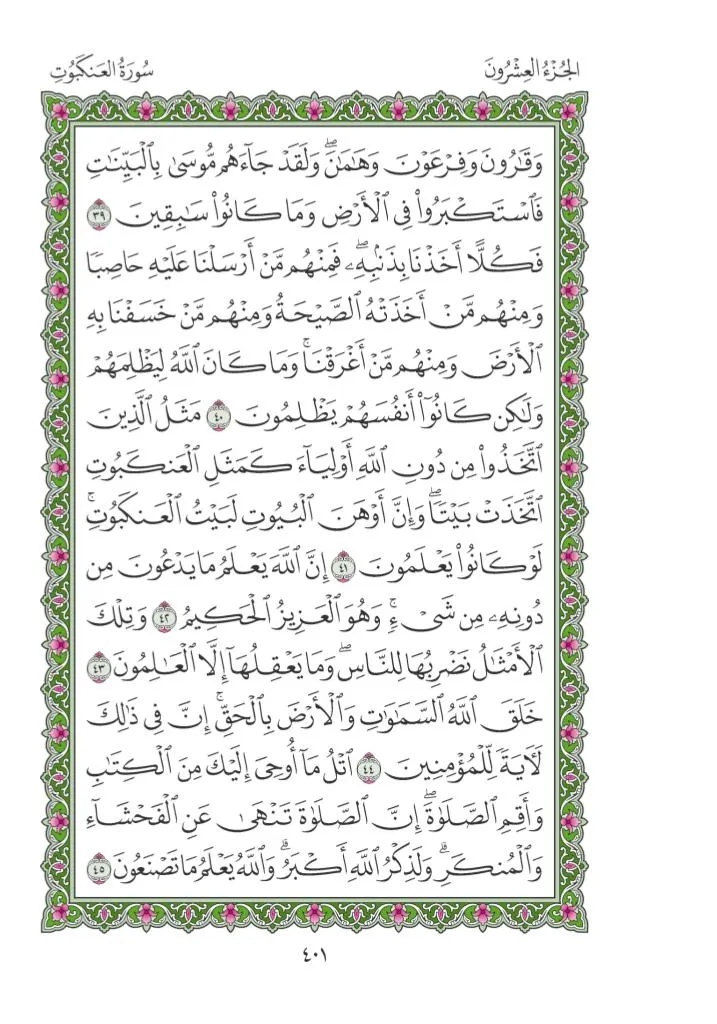 الجُزْءُ العِشْرُونَ
سُورَةُ العَنكَبُوتِ
وَقَٰرُونَ وَفِرْعَوْنَ وَهَٰمَٰنَۖ وَلَقَدْ جَآءَهُم مُّوسَىٰ بِٱلْبَيِّنَٰتِ
فَٱسْتَكْبَرُوا۟ فِى ٱلْأَرْضِ وَمَا كَانُوا۟ سَٰبِقِينَ ٣٩
فَكُلًّا أَخَذْنَا بِذَنۢبِهِۦۖ فَمِنْهُم مَّنْ أَرْسَلْنَا عَلَيْهِ حَاصِبًا
وَمِنْهُم مَّنْ أَخَذَتْهُ ٱلصَّيْحَةُ وَمِنْهُم مَّنْ خَسَفْنَا بِهِ
ٱلْأَرْضَ وَمِنْهُم مَّنْ أَغْرَقْنَاۚ وَمَا كَانَ ٱللَّهُ لِيَظْلِمَهُمْ
وَلَٰكِن كَانُوٓا۟ أَنفُسَهُمْ يَظْلِمُونَ ٤٠ مَثَلُ ٱلَّذِينَ
ٱتَّخَذُوا۟ مِن دُونِ ٱللَّهِ أَوْلِيَآءَ كَمَثَلِ ٱلْعَنكَبُوتِ
ٱتَّخَذَتْ بَيْتًاۖ وَإِنَّ أَوْهَنَ ٱلْبُيُوتِ لَبَيْتُ ٱلْعَنكَبُوتِۚ
لَوْ كَانُوا۟ يَعْلَمُونَ ٤١ إِنَّ ٱللَّهَ يَعْلَمُ مَا يَدْعُونَ مِن
دُونِهِۦ مِن شَىْءٍۚ وَهُوَ ٱلْعَزِيزُ ٱلْحَكِيمُ ٤٢ وَتِلْكَ
ٱلْأَمْثَٰلُ نَضْرِبُهَا لِلنَّاسِۖ وَمَا يَعْقِلُهَآ إِلَّا ٱلْعَٰلِمُونَ ٤٣
خَلَقَ ٱللَّهُ ٱلسَّمَٰوَٰتِ وَٱلْأَرْضَ بِٱلْحَقِّۚ إِنَّ فِى ذَٰلِكَ
لَءَايَةً لِّلْمُؤْمِنِينَ ٤٤ ٱتْلُ مَآ أُوحِىَ إِلَيْكَ مِنَ ٱلْكِتَٰبِ
وَأَقِمِ ٱلصَّلَوٰةَۖ إِنَّ ٱلصَّلَوٰةَ تَنْهَىٰ عَنِ ٱلْفَحْشَآءِ
وَٱلْمُنكَرِۗ وَلَذِكْرُ ٱللَّهِ أَكْبَرُۗ وَٱللَّهُ يَعْلَمُ مَا تَصْنَعُونَ ٤٥
٤٠١